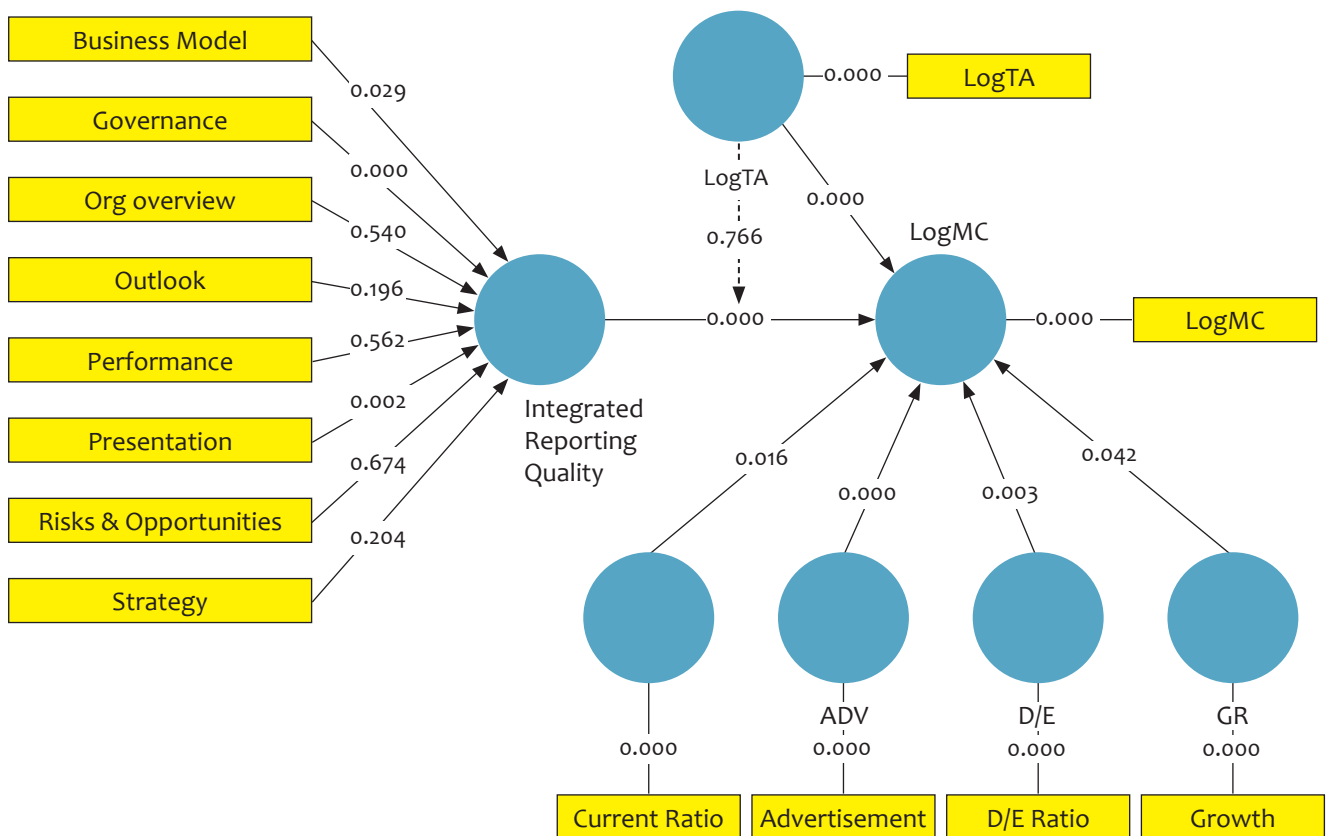 Business Model
0.029
Governance
0.000
Org overview
0.540
Outlook
0.196
Performance
0.562
Presentation
0.002
Risks & Opportunities
0.674
Strategy
0.204
Integrated
Reporting
Quality
0.000
LogTA
LogTA
0.766
0.000
LogMC
0.000
0.000
LogMC
0.016
0.000
0.003
0.042
ADV
D/E
GR
0.000
0.000
0.000
0.000
Current Ratio
Advertisement
D/E Ratio
Growth